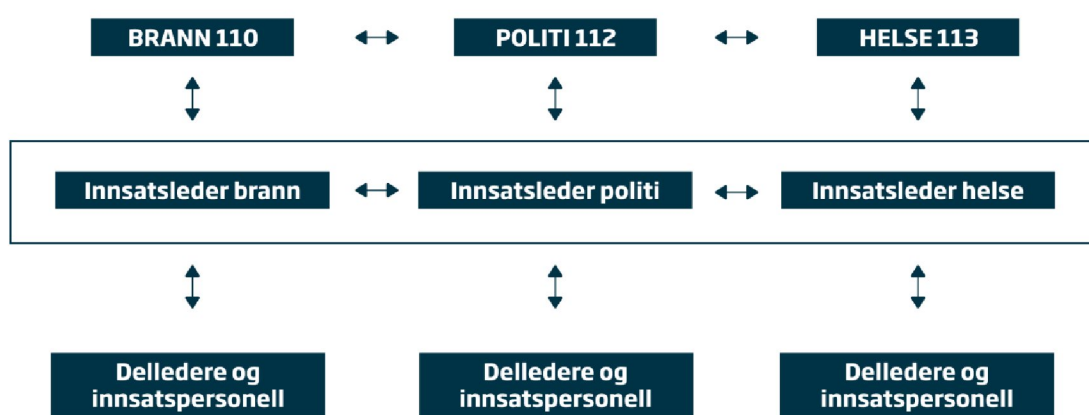 BRANN 110
POLITI 112
HELSE 113
Innsatsleder brann
Innsatsleder politi
Innsatsleder helse
Delledere og
innsatspersonell
Delledere og
innsatspersonell
Delledere og
innsatspersonell